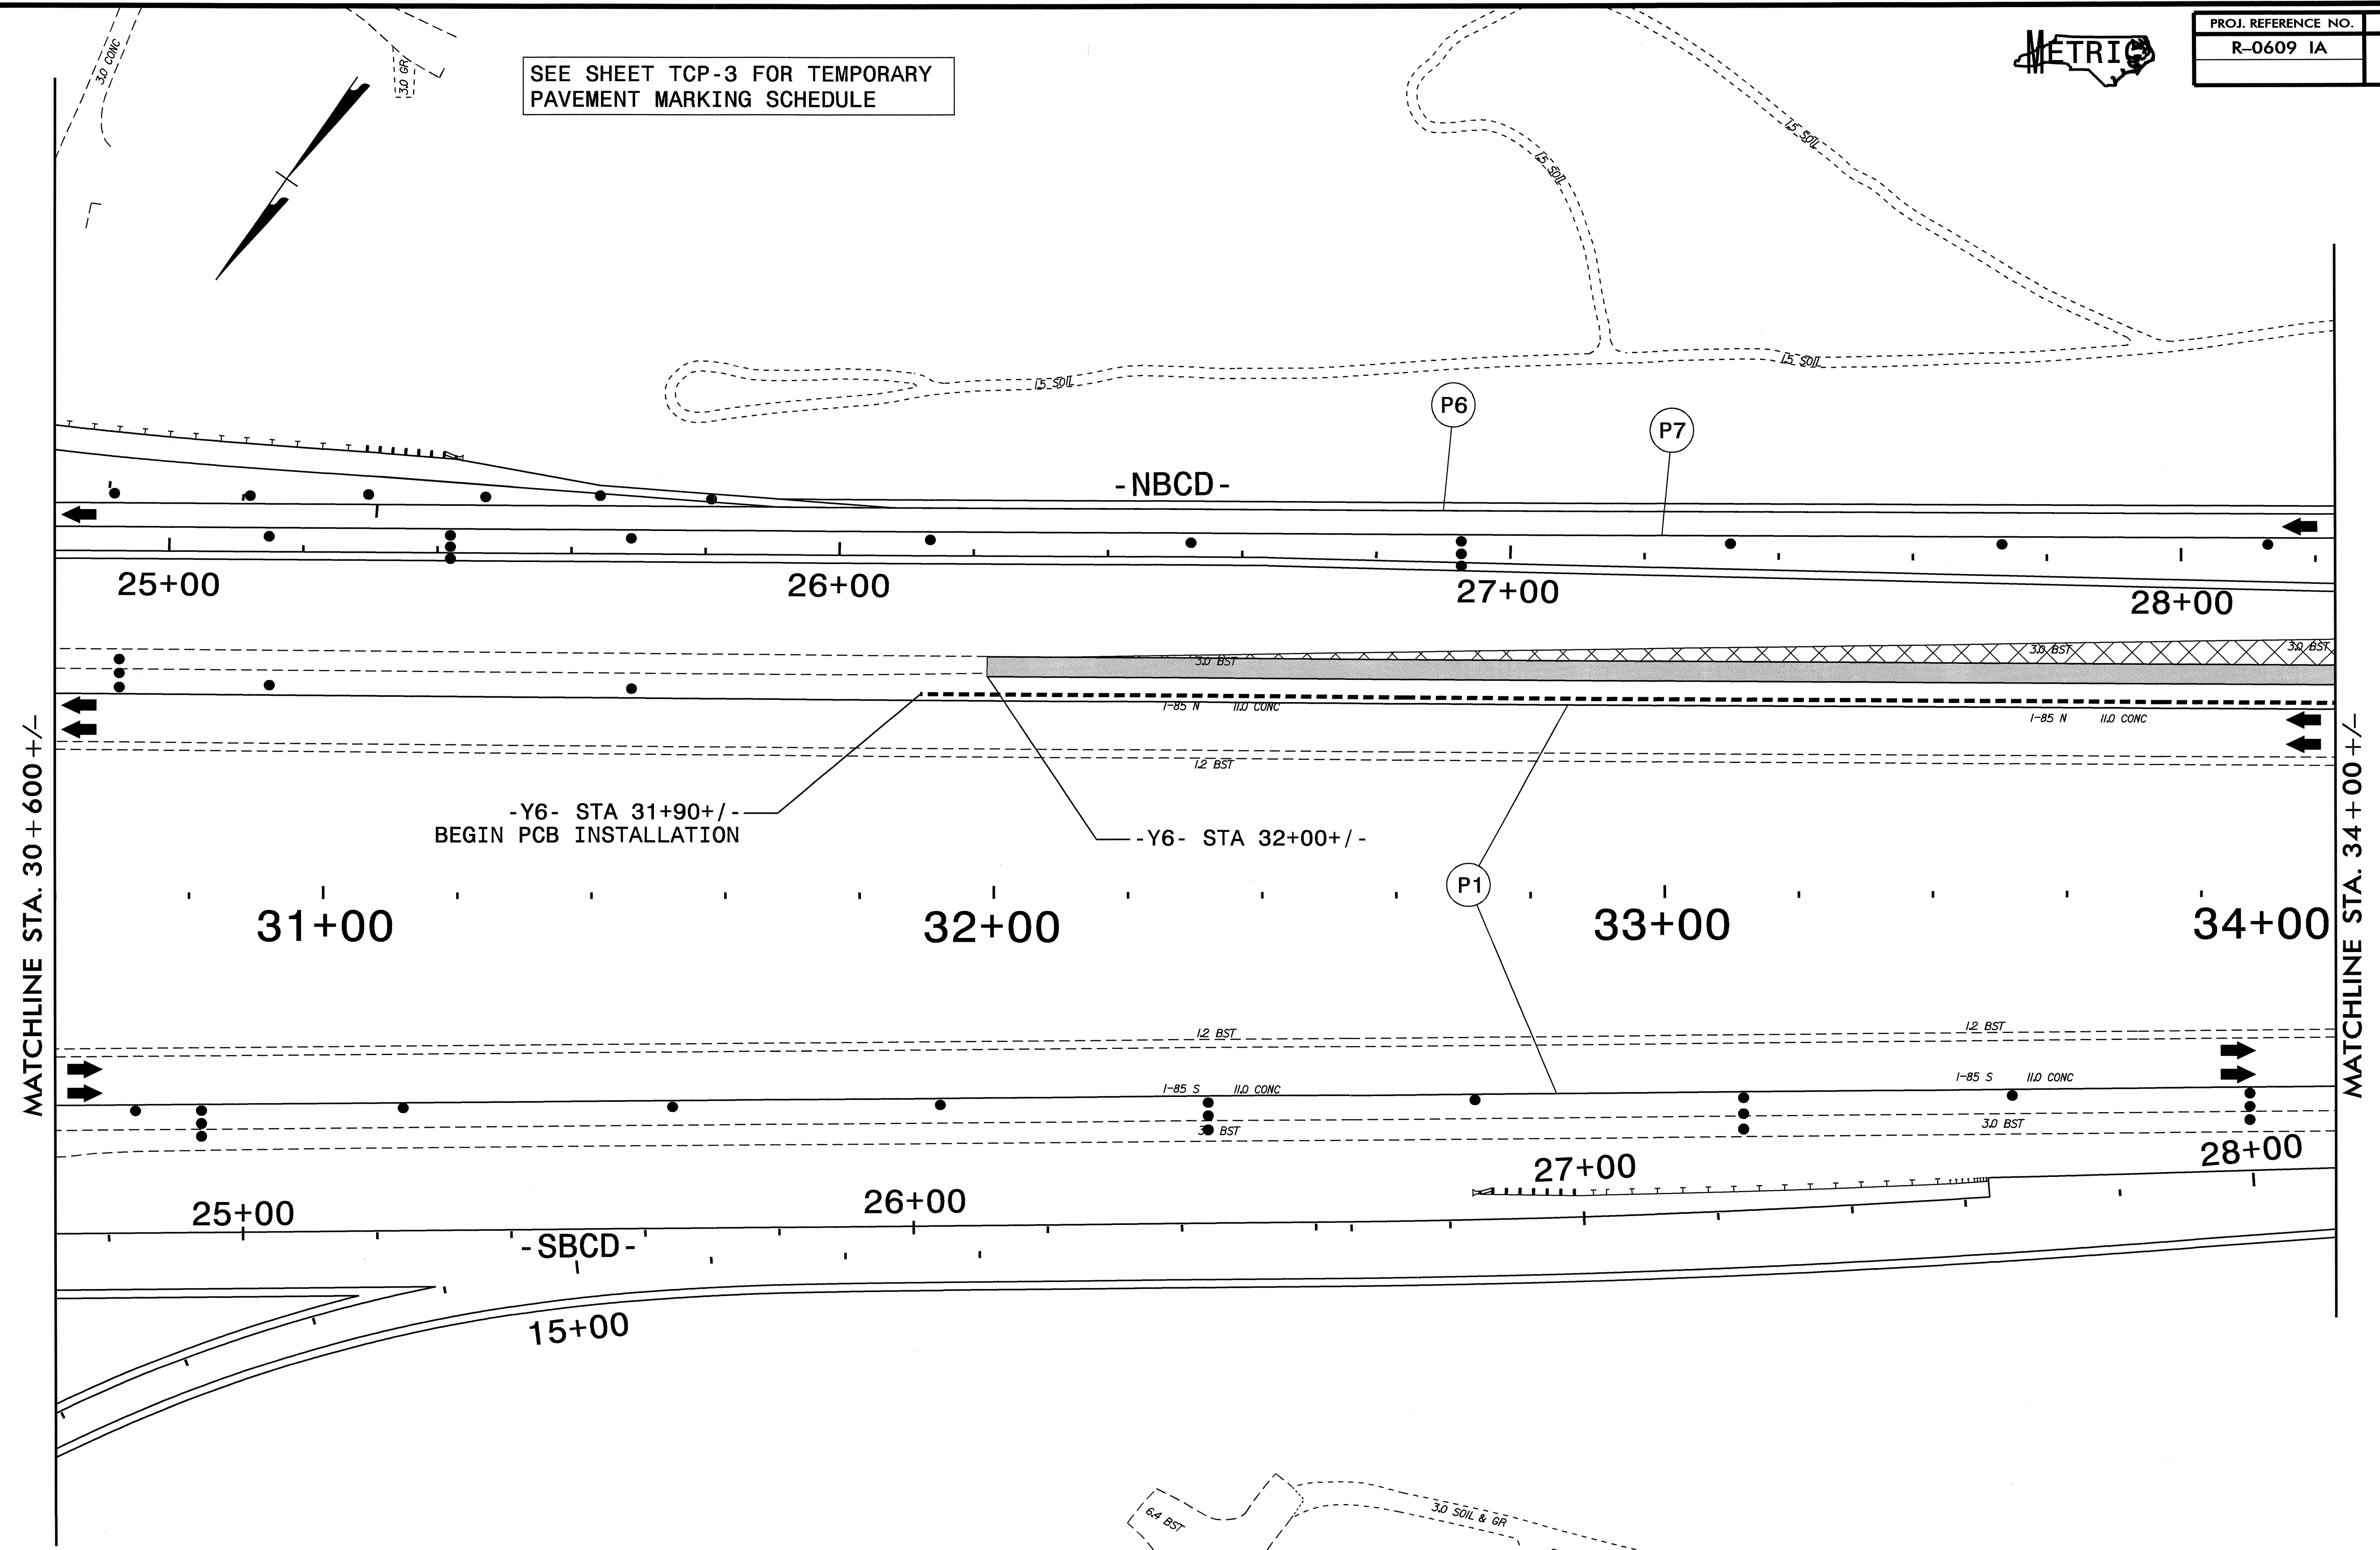 PROJ. REFERENCE NO.
R-0609 IA
METRIC
SEE SHEET TCP-3 FOR TEMPORARY
PAVEMENT MARKING SCHEDULE
3.0 CONC
3.0 GR
1.5 SOIL
1.5 SOIL
1.5 SOIL
1.5 SOIL
P6
P7
-NBCD-
25+00
26+00
27+00
28+00
3.0 BST
3.0 BST
3.0 BST
I-85 N 11.0 CONC
I-85 N 11.0 CONC
1.2 BST
-Y6- STA 31+90+/-
BEGIN PCB INSTALLATION
-Y6- STA 32+00+/-
P1
31+00
32+00
33+00
34+00
MATCHLINE STA. 30+600+/-
MATCHLINE STA. 34+00+/-
1.2 BST
1.2 BST
I-85 S 11.0 CONC
I-85 S 11.0 CONC
3.0 BST
3.0 BST
25+00
26+00
27+00
28+00
-SBCD-
15+00
6.4 BST
3.0 SOIL & GR